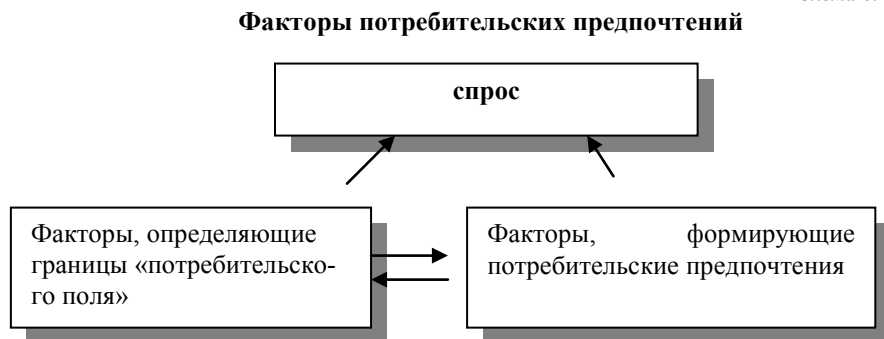 Факторы потребительских предпочтений
спрос
Факторы, определяющие
границы «потребительско-
го поля»
Факторы, формирующие
потребительские предпочтения